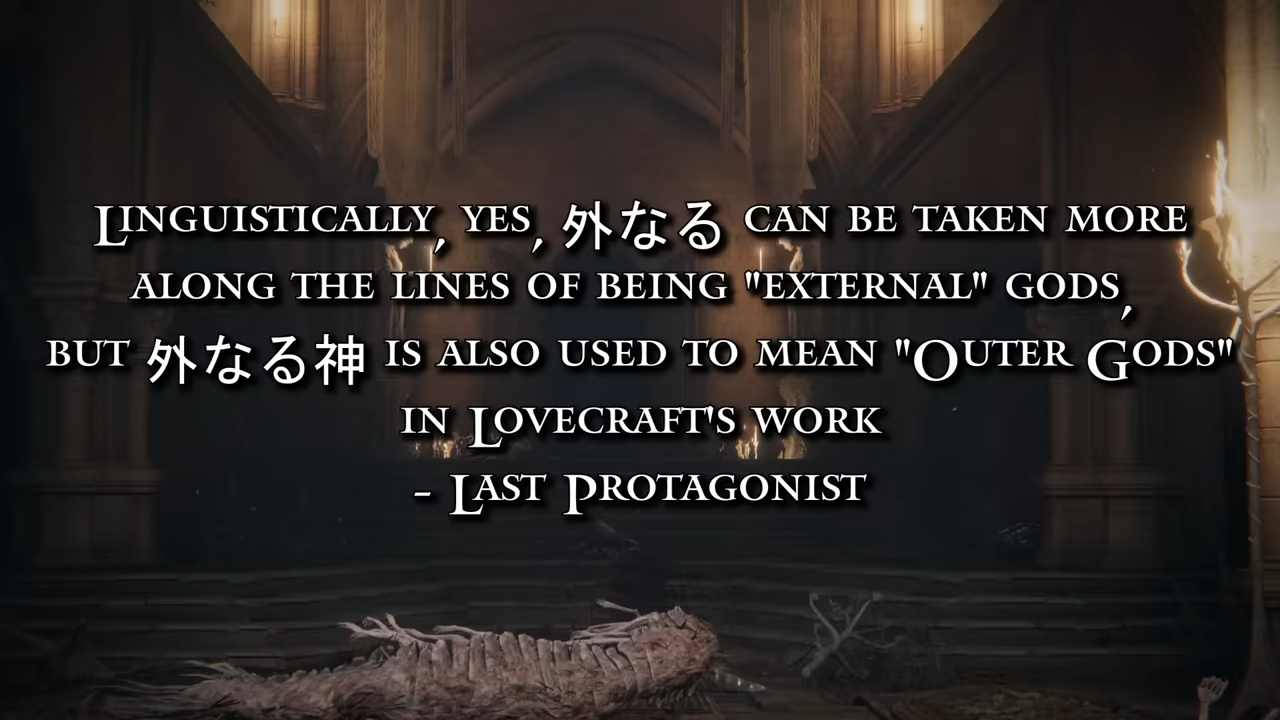 Linguistically, yes, 外なる can be taken more
along the lines of being "external" gods,
but 外なる神 is also used to mean "Outer Gods"
in Lovecraft's work
- Last Protagonist